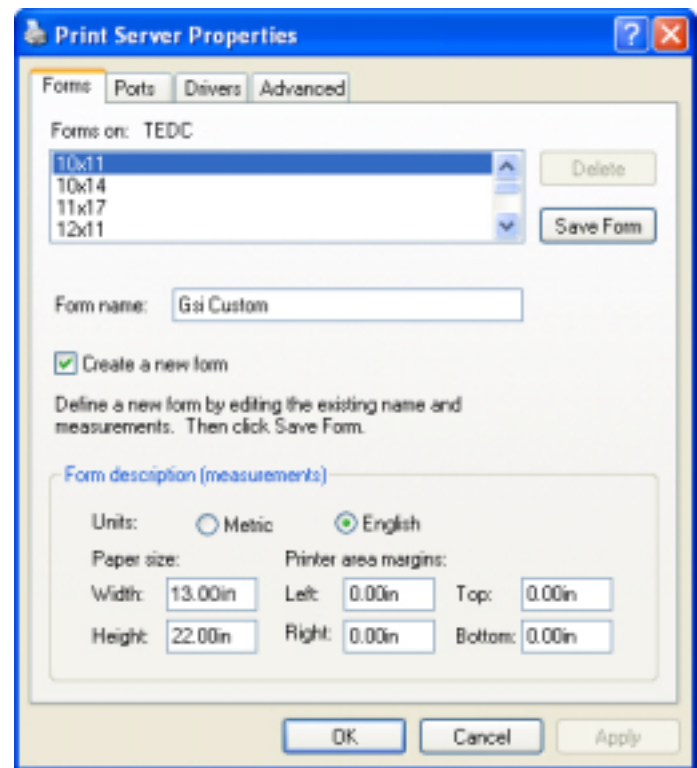 Print Server Properties
Forms Ports Drivers Advanced
Forms on: TEDC
10x11
10x14
11x17
12x11
Delete
Save Form
Form name: Gsi Custom
Create a new form
Define a new form by editing the existing name and
measurements. Then click Save Form.
Form description (measurements)
Units: Metric English
Paper size: Printer area margins:
Width: 13.00in Left: 0.00in Top: 0.00in
Height: 22.00in Right: 0.00in Bottom: 0.00in
OK Cancel Apply